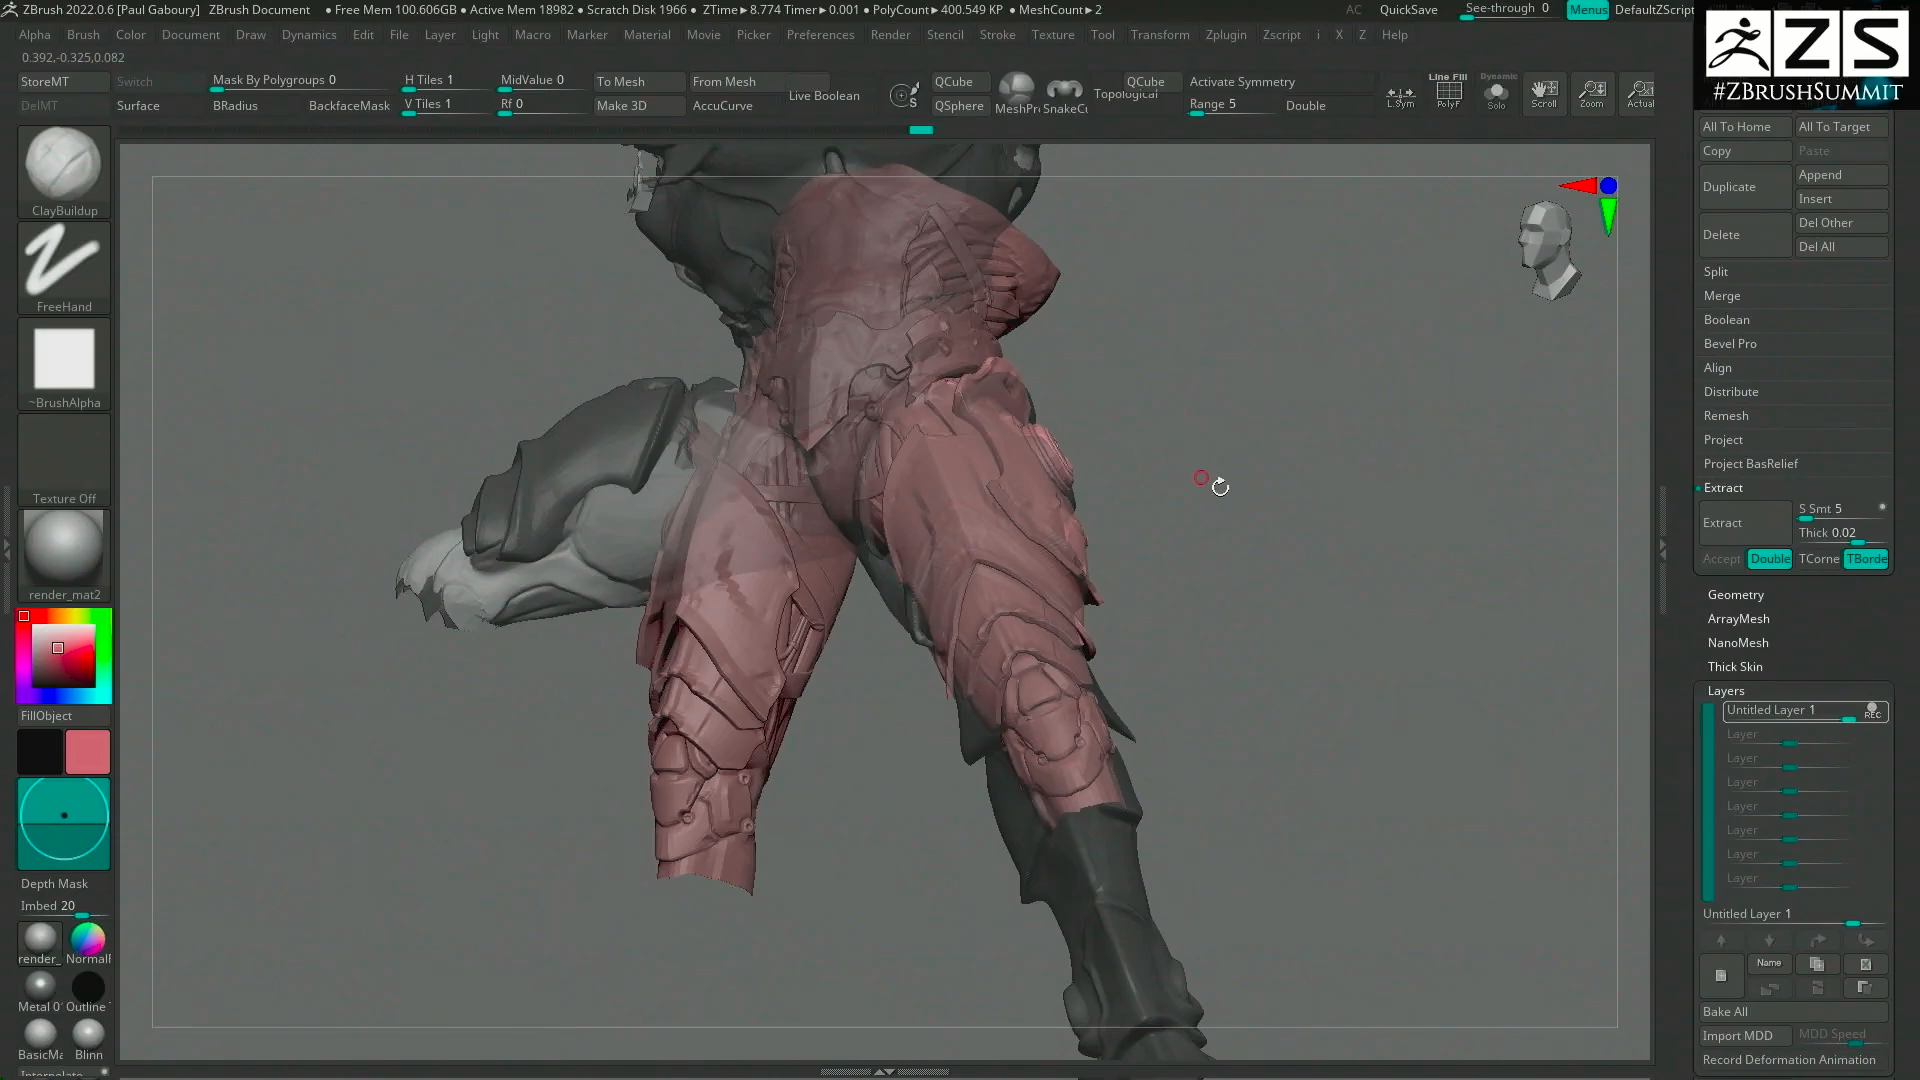 ZBrush 2022.0.6 [Paul Gaboury] ZBrush Document • Free Mem 100.606GB • Active Mem 18982 • Scratch Disk 1966 • ZTime▸8.774 Timer▸0.001 • PolyCount▸400.549 KP • MeshCount▸2 AC QuickSave See-through 0 Menus DefaultZScript
Alpha Brush Color Document Draw Dynamics Edit File Layer Light Macro Marker Material Movie Picker Preferences Render Stencil Stroke Texture Tool Transform Zplugin Zscript i X Z Help
ZS
#ZBRUSHSUMMIT
0.392,-0.325,0.082
StoreMT Switch Mask By Polygroups 0 H Tiles 1 MidValue 0 To Mesh From Mesh Live Boolean QCube QCube Activate Symmetry
DelMT Surface BRadius BackfaceMask V Tiles 1 Rf 0 Make 3D AccuCurve S QSphere MeshPr SnakeCu Topological Range 5 Double
L.Sym Line Fill PolyF Dynamic Solo Scroll Zoom Actual
ClayBuildup
FreeHand
~BrushAlpha
Texture Off
render_mat2
FillObject
Depth Mask
Imbed 20
render_ NormalF
Metal 0 Outline
BasicMa Blinn
Interpolate
All To Home All To Target
Copy Paste
Duplicate Append
Insert
Delete Del Other
Del All
Split
Merge
Boolean
Bevel Pro
Align
Distribute
Remesh
Project
Project BasRelief
Extract
Extract S Smt 5
Thick 0.02
Accept Double TCorne TBorde
Geometry
ArrayMesh
NanoMesh
Thick Skin
Layers
Untitled Layer 1 REC
Layer
Layer
Layer
Layer
Layer
Layer
Layer
Untitled Layer 1
Name
Bake All
Import MDD MDD Speed
Record Deformation Animation